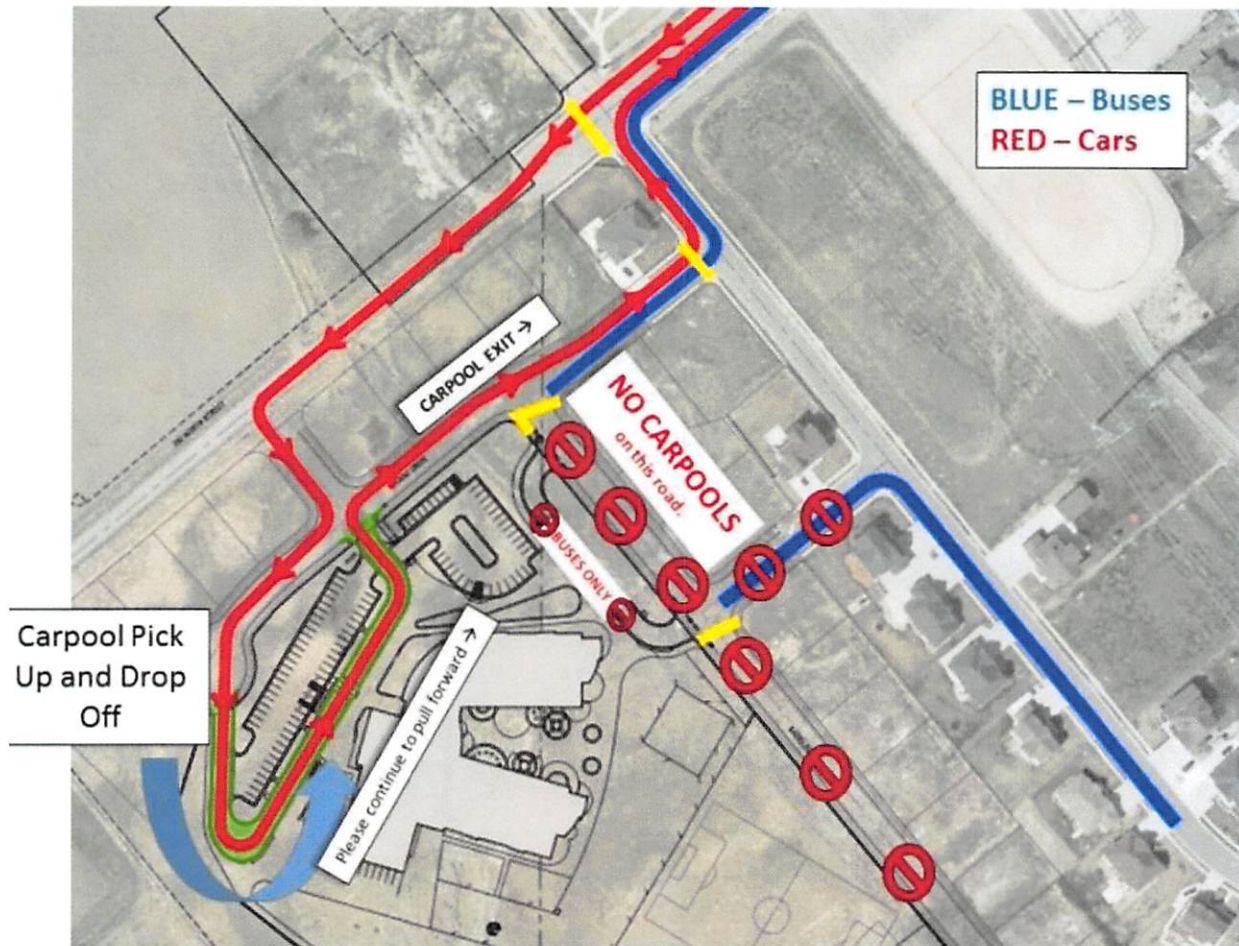 BLUE – Buses
RED – Cars
CARPOOL EXIT →
NO CARPOOLS
on this road.
BUSES ONLY
Carpool Pick
Up and Drop
Off
Please continue to pull forward →